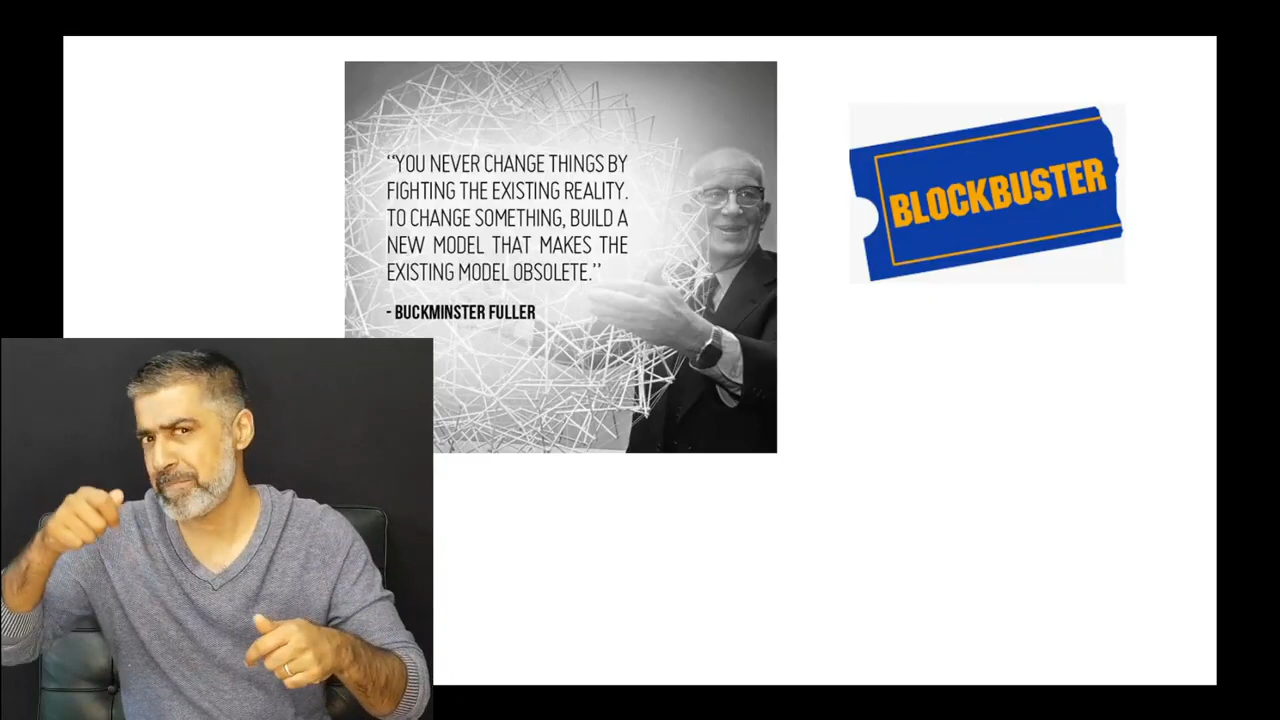 ‘‘YOU NEVER CHANGE THINGS BY
FIGHTING THE EXISTING REALITY.
TO CHANGE SOMETHING, BUILD A
NEW MODEL THAT MAKES THE
EXISTING MODEL OBSOLETE.’’
- BUCKMINSTER FULLER
BLOCKBUSTER